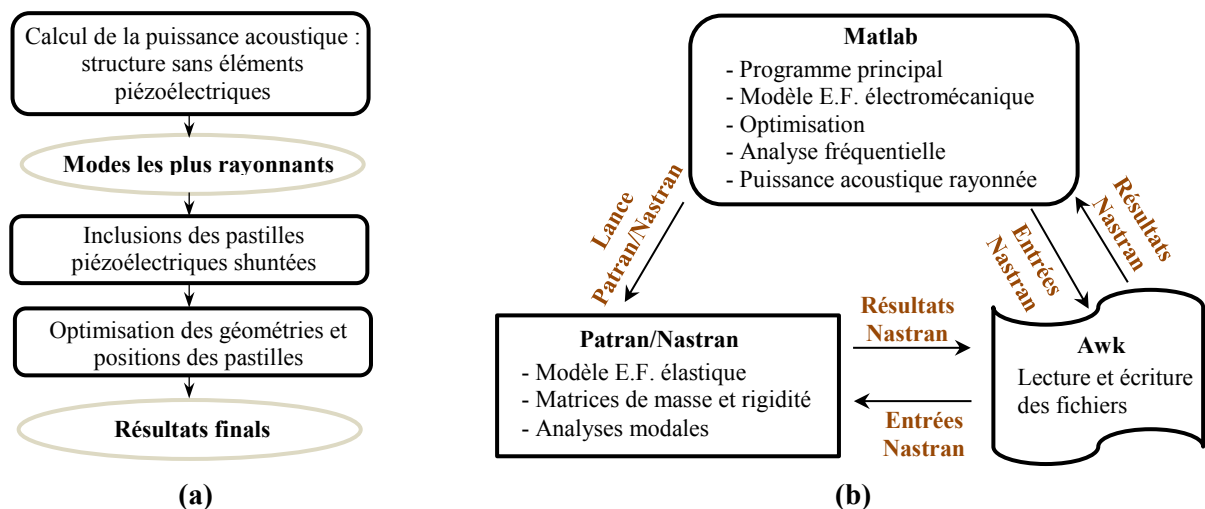 Calcul de la puissance acoustique :
structure sans éléments
piézoélectriques
Modes les plus rayonnants
Inclusions des pastilles
piézoélectriques shuntées
Optimisation des géométries et
positions des pastilles
Résultats finals
(a)
Matlab
- Programme principal
- Modèle E.F. électromécanique
- Optimisation
- Analyse fréquentielle
- Puissance acoustique rayonnée
Lance
Patran/Nastran
Entrées
Nastran
Résultats
Nastran
Patran/Nastran
- Modèle E.F. élastique
- Matrices de masse et rigidité
- Analyses modales
Résultats
Nastran
Entrées
Nastran
Awk
Lecture et écriture
des fichiers
(b)